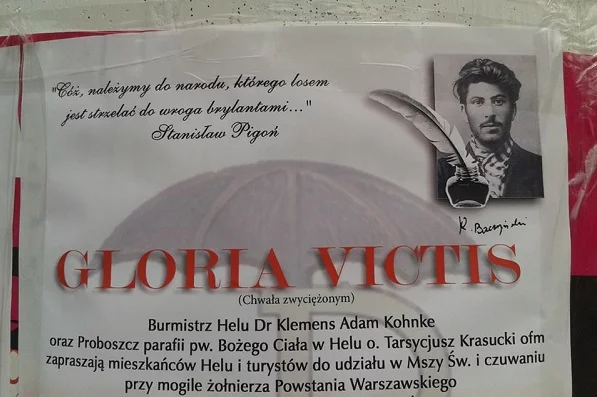 "Cóż, należymy do narodu, którego losem
jest strzelać do wroga brylantami..."
Stanisław Pigoń
K. Baczyński
GLORIA VICTIS
(Chwała zwyciężonym)
Burmistrz Helu Dr Klemens Adam Kohnke
oraz Proboszcz parafii pw. Bożego Ciała w Helu o. Tarsycjusz Krasucki ofm
zapraszają mieszkańców Helu i turystów do udziału w Mszy Św. i czuwaniu
przy mogile żołnierza Powstania Warszawskiego